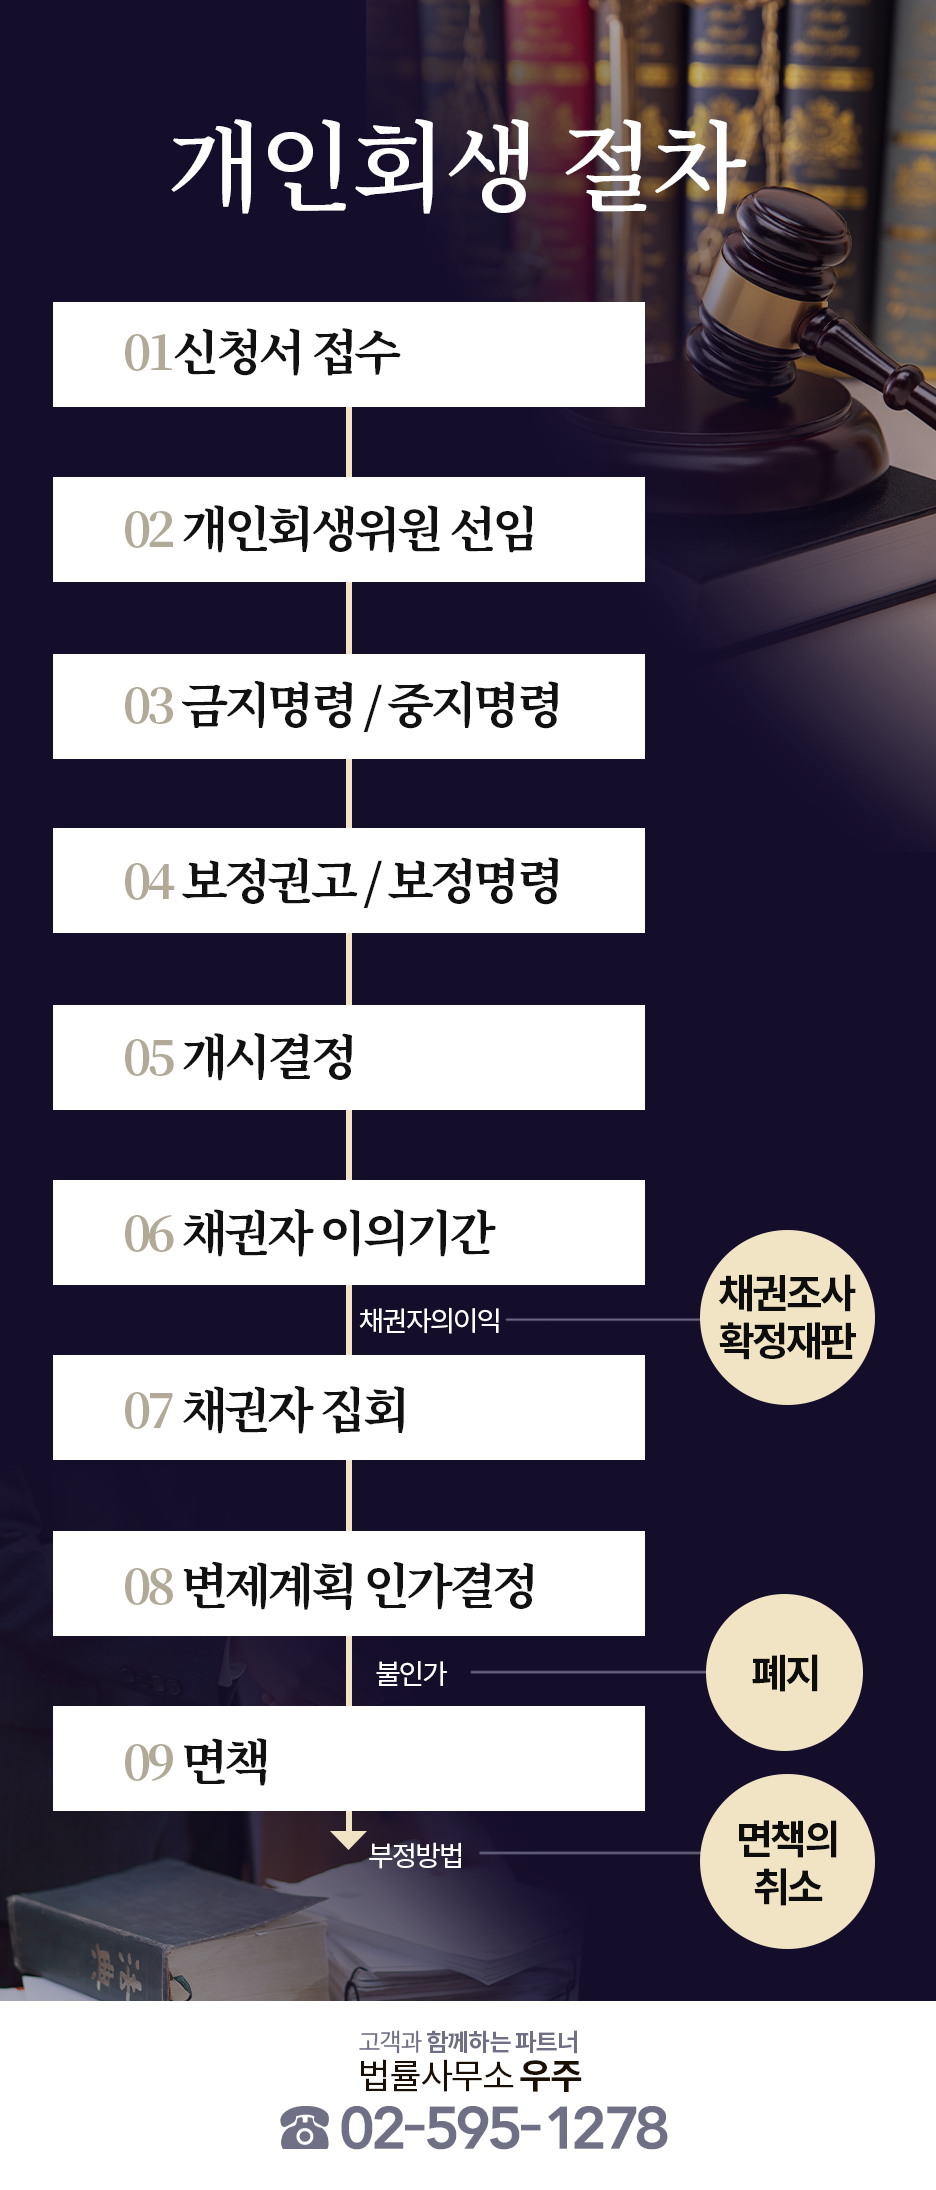 개인회생 절차
01신청서 접수
02 개인회생위원 선임
03 금지명령 / 중지명령
04 보정권고 / 보정명령
05 개시결정
06 채권자 이의기간
채권자의이익
채권조사
확정재판
07 채권자 집회
08 변제계획 인가결정
불인가
폐지
09 면책
부정방법
면책의
취소
法典
고객과 함께하는 파트너
법률사무소 우주
02-595-1278